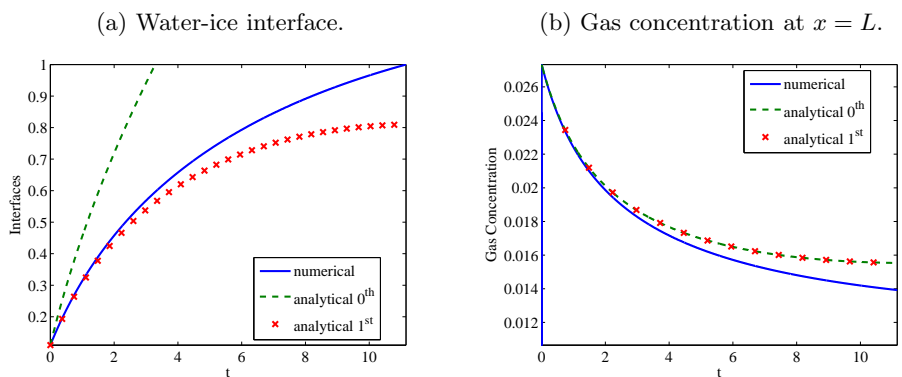 (a) Water-ice interface.
(b) Gas concentration at x = L.
1
0.9
0.8
0.7
0.6
0.5
0.4
0.3
0.2
Interfaces
0
2
4
6
8
10
t
numerical
analytical 0th
analytical 1st
0.026
0.024
0.022
0.02
0.018
0.016
0.014
0.012
Gas Concentration
0
2
4
6
8
10
t
numerical
analytical 0th
analytical 1st